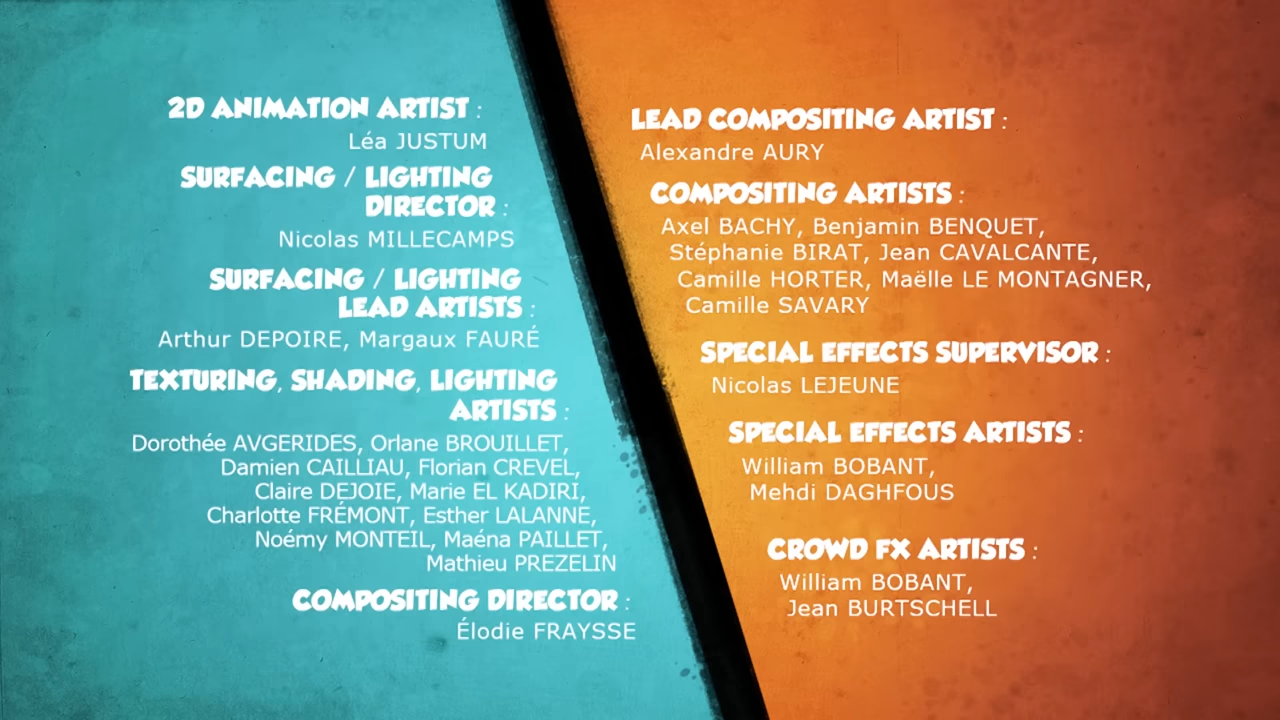 2D ANIMATION ARTIST :
Léa JUSTUM
SURFACING / LIGHTING
DIRECTOR :
Nicolas MILLECAMPS
SURFACING / LIGHTING
LEAD ARTISTS :
Arthur DEPOIRE, Margaux FAURÉ
TEXTURING, SHADING, LIGHTING
ARTISTS :
Dorothée AVGERIDES, Orlane BROUILLET,
Damien CAILLIAU, Florian CREVEL,
Claire DEJOIE, Marie EL KADIRI,
Charlotte FRÉMONT, Esther LALANNE,
Noémy MONTEIL, Maéna PAILLET,
Mathieu PREZELIN
COMPOSITING DIRECTOR :
Élodie FRAYSSE
LEAD COMPOSITING ARTIST :
Alexandre AURY
COMPOSITING ARTISTS :
Axel BACHY, Benjamin BENQUET,
Stéphanie BIRAT, Jean CAVALCANTE,
Camille HORTER, Maëlle LE MONTAGNER,
Camille SAVARY
SPECIAL EFFECTS SUPERVISOR :
Nicolas LEJEUNE
SPECIAL EFFECTS ARTISTS :
William BOBANT,
Mehdi DAGHFOUS
CROWD FX ARTISTS :
William BOBANT,
Jean BURTSCHELL